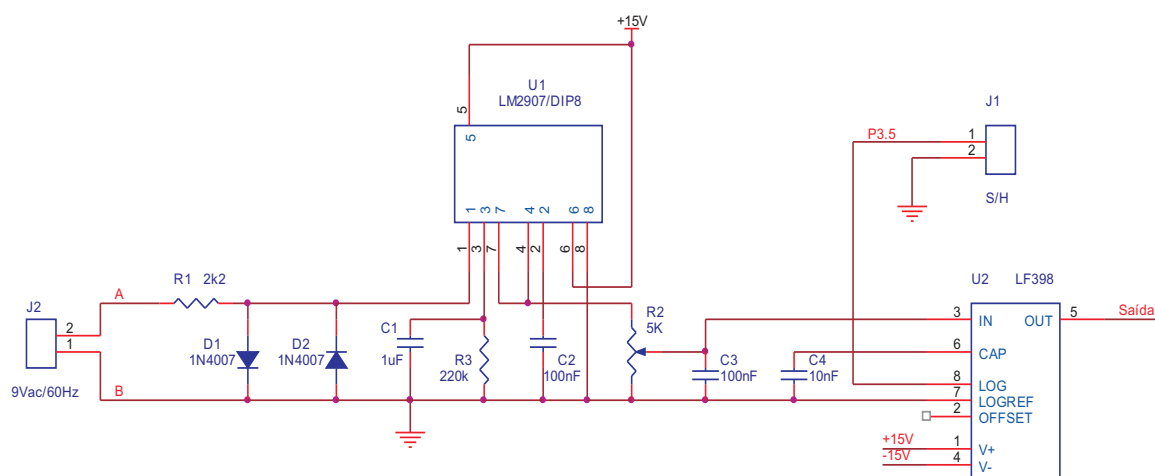 +15V
U1
LM2907/DIP8
5
5
1 3 7 4 2 6 8
1 3 7 4 2 6 8
J1
P3.5
1
2
S/H
R1 2k2
A
J2
2
1
9Vac/60Hz
B
D1
1N4007
D2
1N4007
C1
1uF
R3
220k
C2
100nF
R2
5K
C3
100nF
C4
10nF
U2 LF398
3 IN
OUT 5
Saída
6 CAP
8 LOG
7 LOGREF
2 OFFSET
+15V 1 V+
-15V 4 V-